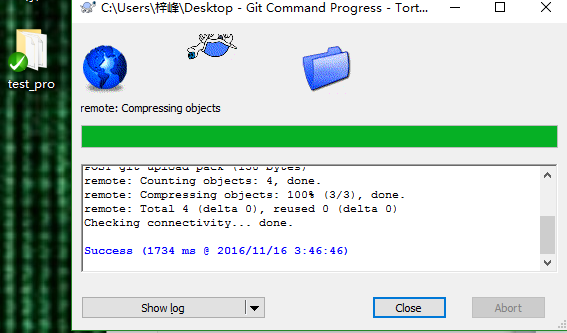 C:\Users\梓峰\Desktop - Git Command Progress - Tort...
test_pro
remote: Compressing objects
POST git-upload-pack (190 bytes)
remote: Counting objects: 4, done.
remote: Compressing objects: 100% (3/3), done.
remote: Total 4 (delta 0), reused 0 (delta 0)
Checking connectivity... done.
Success (1734 ms @ 2016/11/16 3:46:46)
Show log
Close
Abort